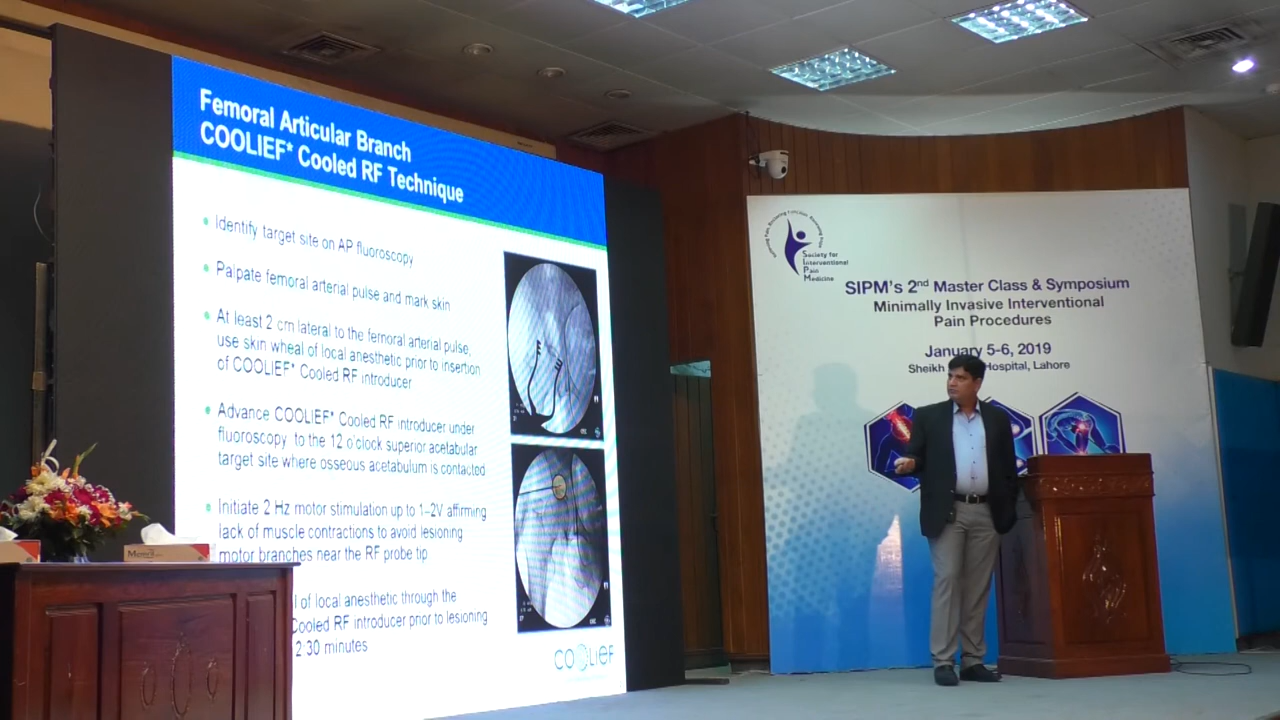 Femoral Articular Branch
COOLIEF* Cooled RF Technique
• Identify target site on AP fluoroscopy
• Palpate femoral arterial pulse and mark skin
• At least 2 cm lateral to the femoral arterial pulse,
use skin wheal of local anesthetic prior to insertion
of COOLIEF* Cooled RF introducer
• Advance COOLIEF* Cooled RF introducer under
fluoroscopy to the 12 o'clock superior acetabular
target site where osseous acetabulum is contacted
• Initiate 2 Hz motor stimulation up to 1–2V affirming
lack of muscle contractions to avoid lesioning
motor branches near the RF probe tip
of local anesthetic through the
Cooled RF introducer prior to lesioning
2:30 minutes
COOLIEF
Society for
Interventional
Pain
Medicine
SIPM's 2nd Master Class & Symposium
Minimally Invasive Interventional
Pain Procedures
January 5-6, 2019
Sheikh Hospital, Lahore